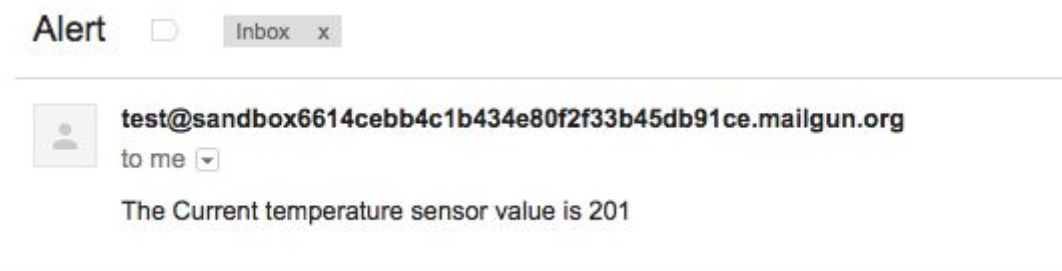 Alert Inbox x
test@sandbox6614cebb4c1b434e80f2f33b45db91ce.mailgun.org
to me
The Current temperature sensor value is 201